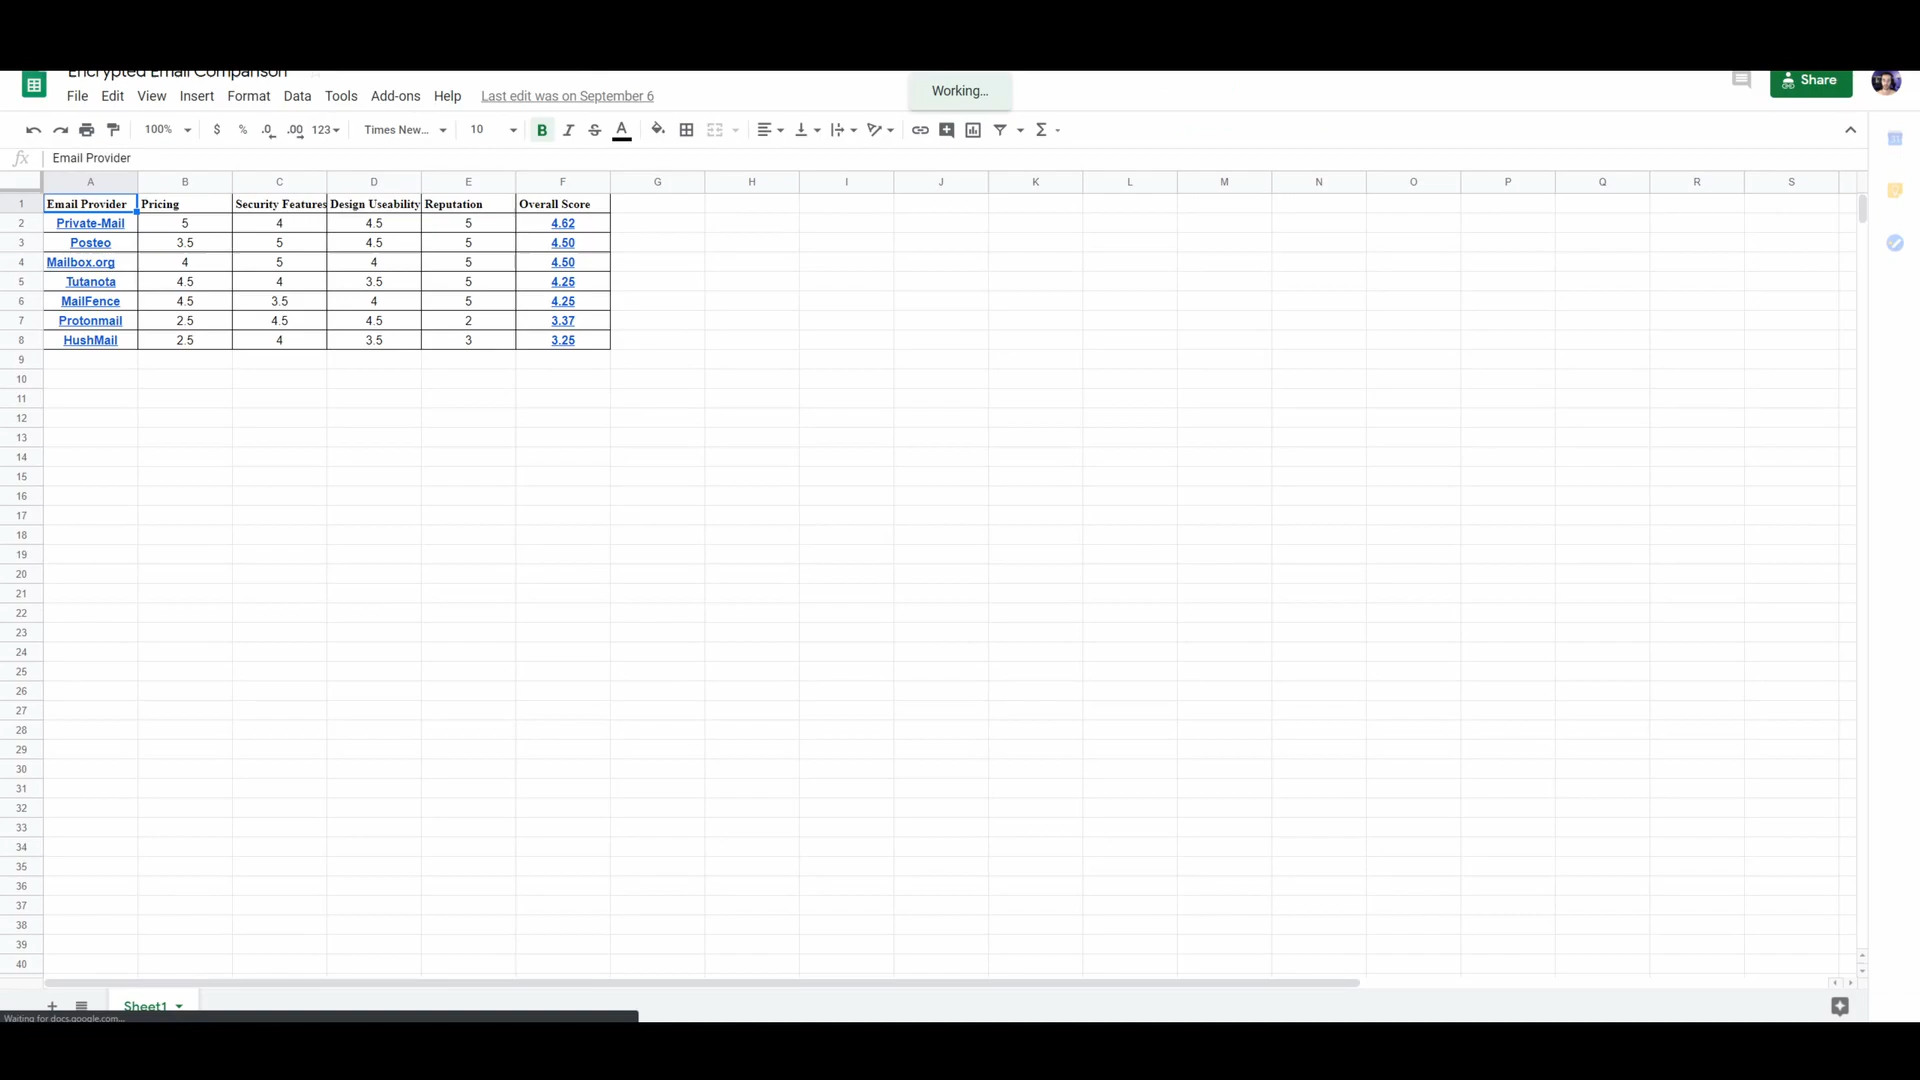 Encrypted Email Comparison
File Edit View Insert Format Data Tools Add-ons Help Last edit was on September 6
Working...
Share
100% $ % .0 .00 123 Times New... 10 B I S A
fx Email Provider
A B C D E F G H I J K L M N O P Q R S
1 Email Provider Pricing Security Features Design Useability Reputation Overall Score
2 Private-Mail 5 4 4.5 5 4.62
3 Posteo 3.5 5 4.5 5 4.50
4 Mailbox.org 4 5 4 5 4.50
5 Tutanota 4.5 4 3.5 5 4.25
6 MailFence 4.5 3.5 4 5 4.25
7 Protonmail 2.5 4.5 4.5 2 3.37
8 HushMail 2.5 4 3.5 3 3.25
9
10
11
12
13
14
15
16
17
18
19
20
21
22
23
24
25
26
27
28
29
30
31
32
33
34
35
36
37
38
39
40
Sheet1
Waiting for docs.google.com...